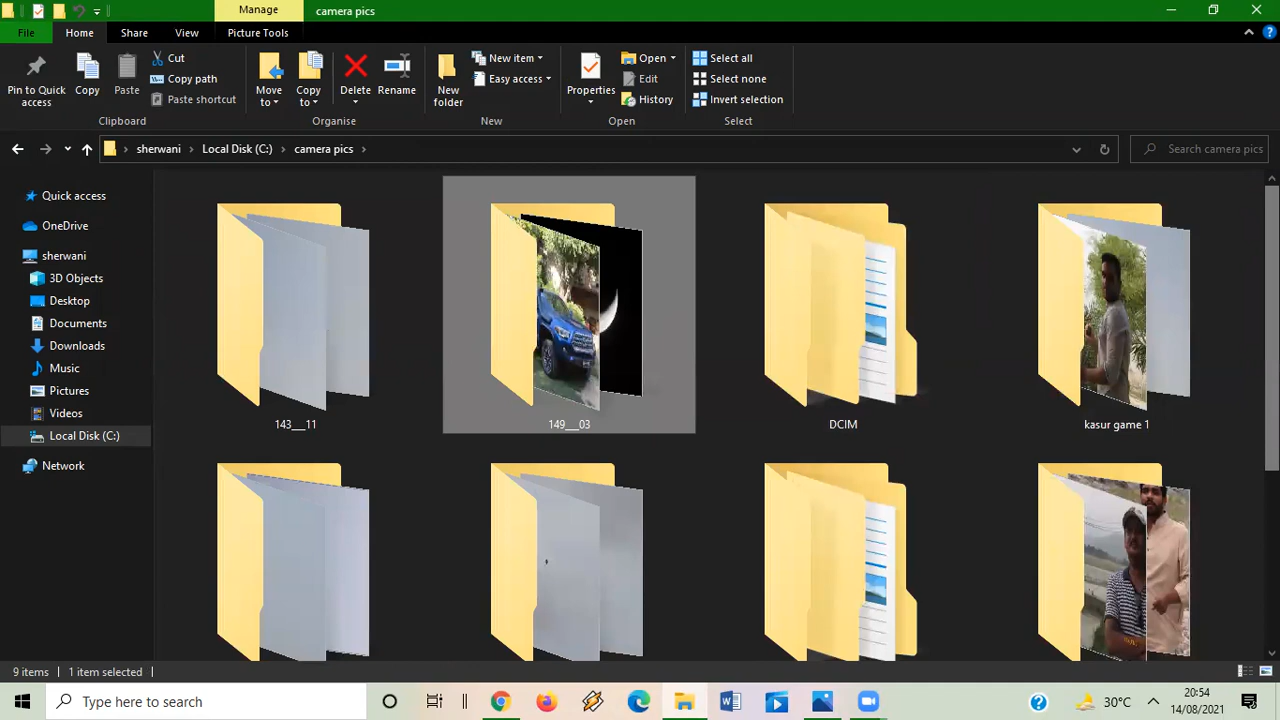 Manage
camera pics
File
Home
Share
View
Picture Tools
Pin to Quick access
Copy
Paste
Cut
Copy path
Paste shortcut
Clipboard
Move to
Copy to
Delete
Rename
Organise
New folder
New item
Easy access
New
Properties
Open
Edit
History
Open
Select all
Select none
Invert selection
Select
sherwani
Local Disk (C:)
camera pics
Search camera pics
Quick access
OneDrive
sherwani
3D Objects
Desktop
Documents
Downloads
Music
Pictures
Videos
Local Disk (C:)
Network
143___11
149___03
DCIM
kasur game 1
9 items
1 item selected
Type here to search
30°C
20:54
14/08/2021